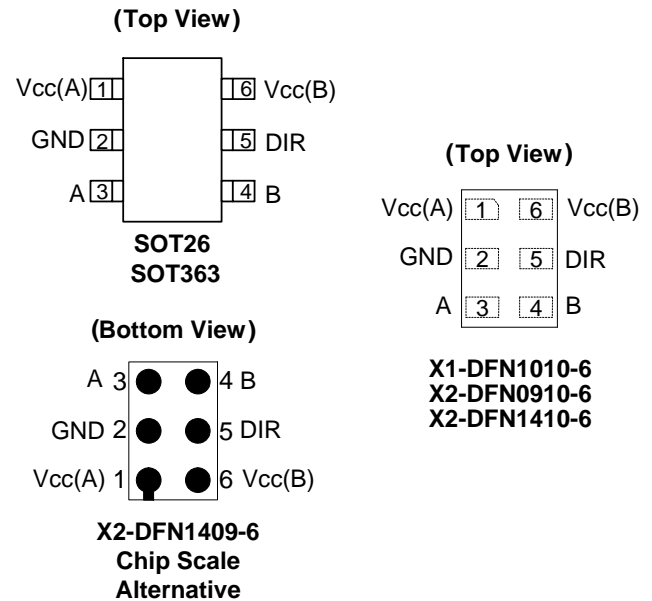 (Top View)
Vcc(A) 1 6 Vcc(B)
GND 2 5 DIR
A 3 4 B
SOT26
SOT363
(Top View)
Vcc(A) 1 6 Vcc(B)
GND 2 5 DIR
A 3 4 B
X1-DFN1010-6
X2-DFN0910-6
X2-DFN1410-6
(Bottom View)
A 3 4 B
GND 2 5 DIR
Vcc(A) 1 6 Vcc(B)
X2-DFN1409-6
Chip Scale
Alternative